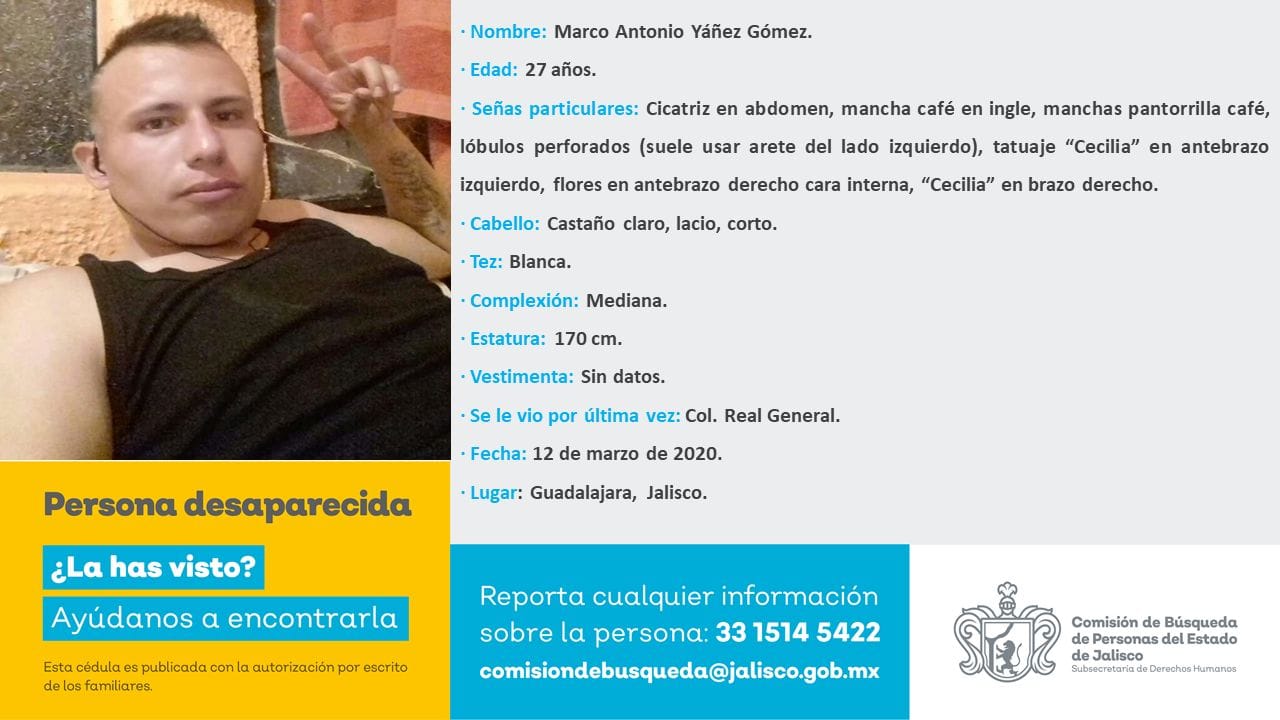 · Nombre: Marco Antonio Yáñez Gómez.
· Edad: 27 años.
· Señas particulares: Cicatriz en abdomen, mancha café en ingle, manchas pantorrilla café,
lóbulos perforados (suele usar arete del lado izquierdo), tatuaje “Cecilia” en antebrazo
izquierdo, flores en antebrazo derecho cara interna, “Cecilia” en brazo derecho.
· Cabello: Castaño claro, lacio, corto.
· Tez: Blanca.
· Complexión: Mediana.
· Estatura: 170 cm.
· Vestimenta: Sin datos.
· Se le vio por última vez: Col. Real General.
· Fecha: 12 de marzo de 2020.
· Lugar: Guadalajara, Jalisco.
Persona desaparecida
¿La has visto?
Ayúdanos a encontrarla
Esta cédula es publicada con la autorización por escrito
de los familiares.
Reporta cualquier información
sobre la persona: 33 1514 5422
comisiondebusqueda@jalisco.gob.mx
Comisión de Búsqueda
de Personas del Estado
de Jalisco
Subsecretaría de Derechos Humanos